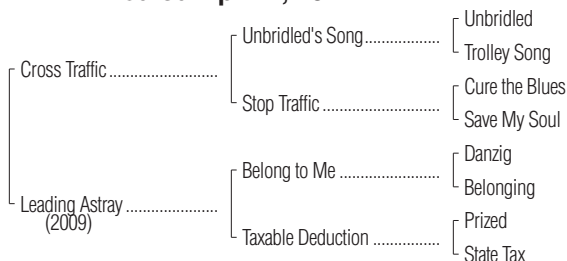 Unbridled
Unbridled's Song
Trolley Song
Cross Traffic
Cure the Blues
Stop Traffic
Save My Soul
Danzig
Belong to Me
Belonging
Leading Astray
(2009)
Prized
Taxable Deduction
State Tax